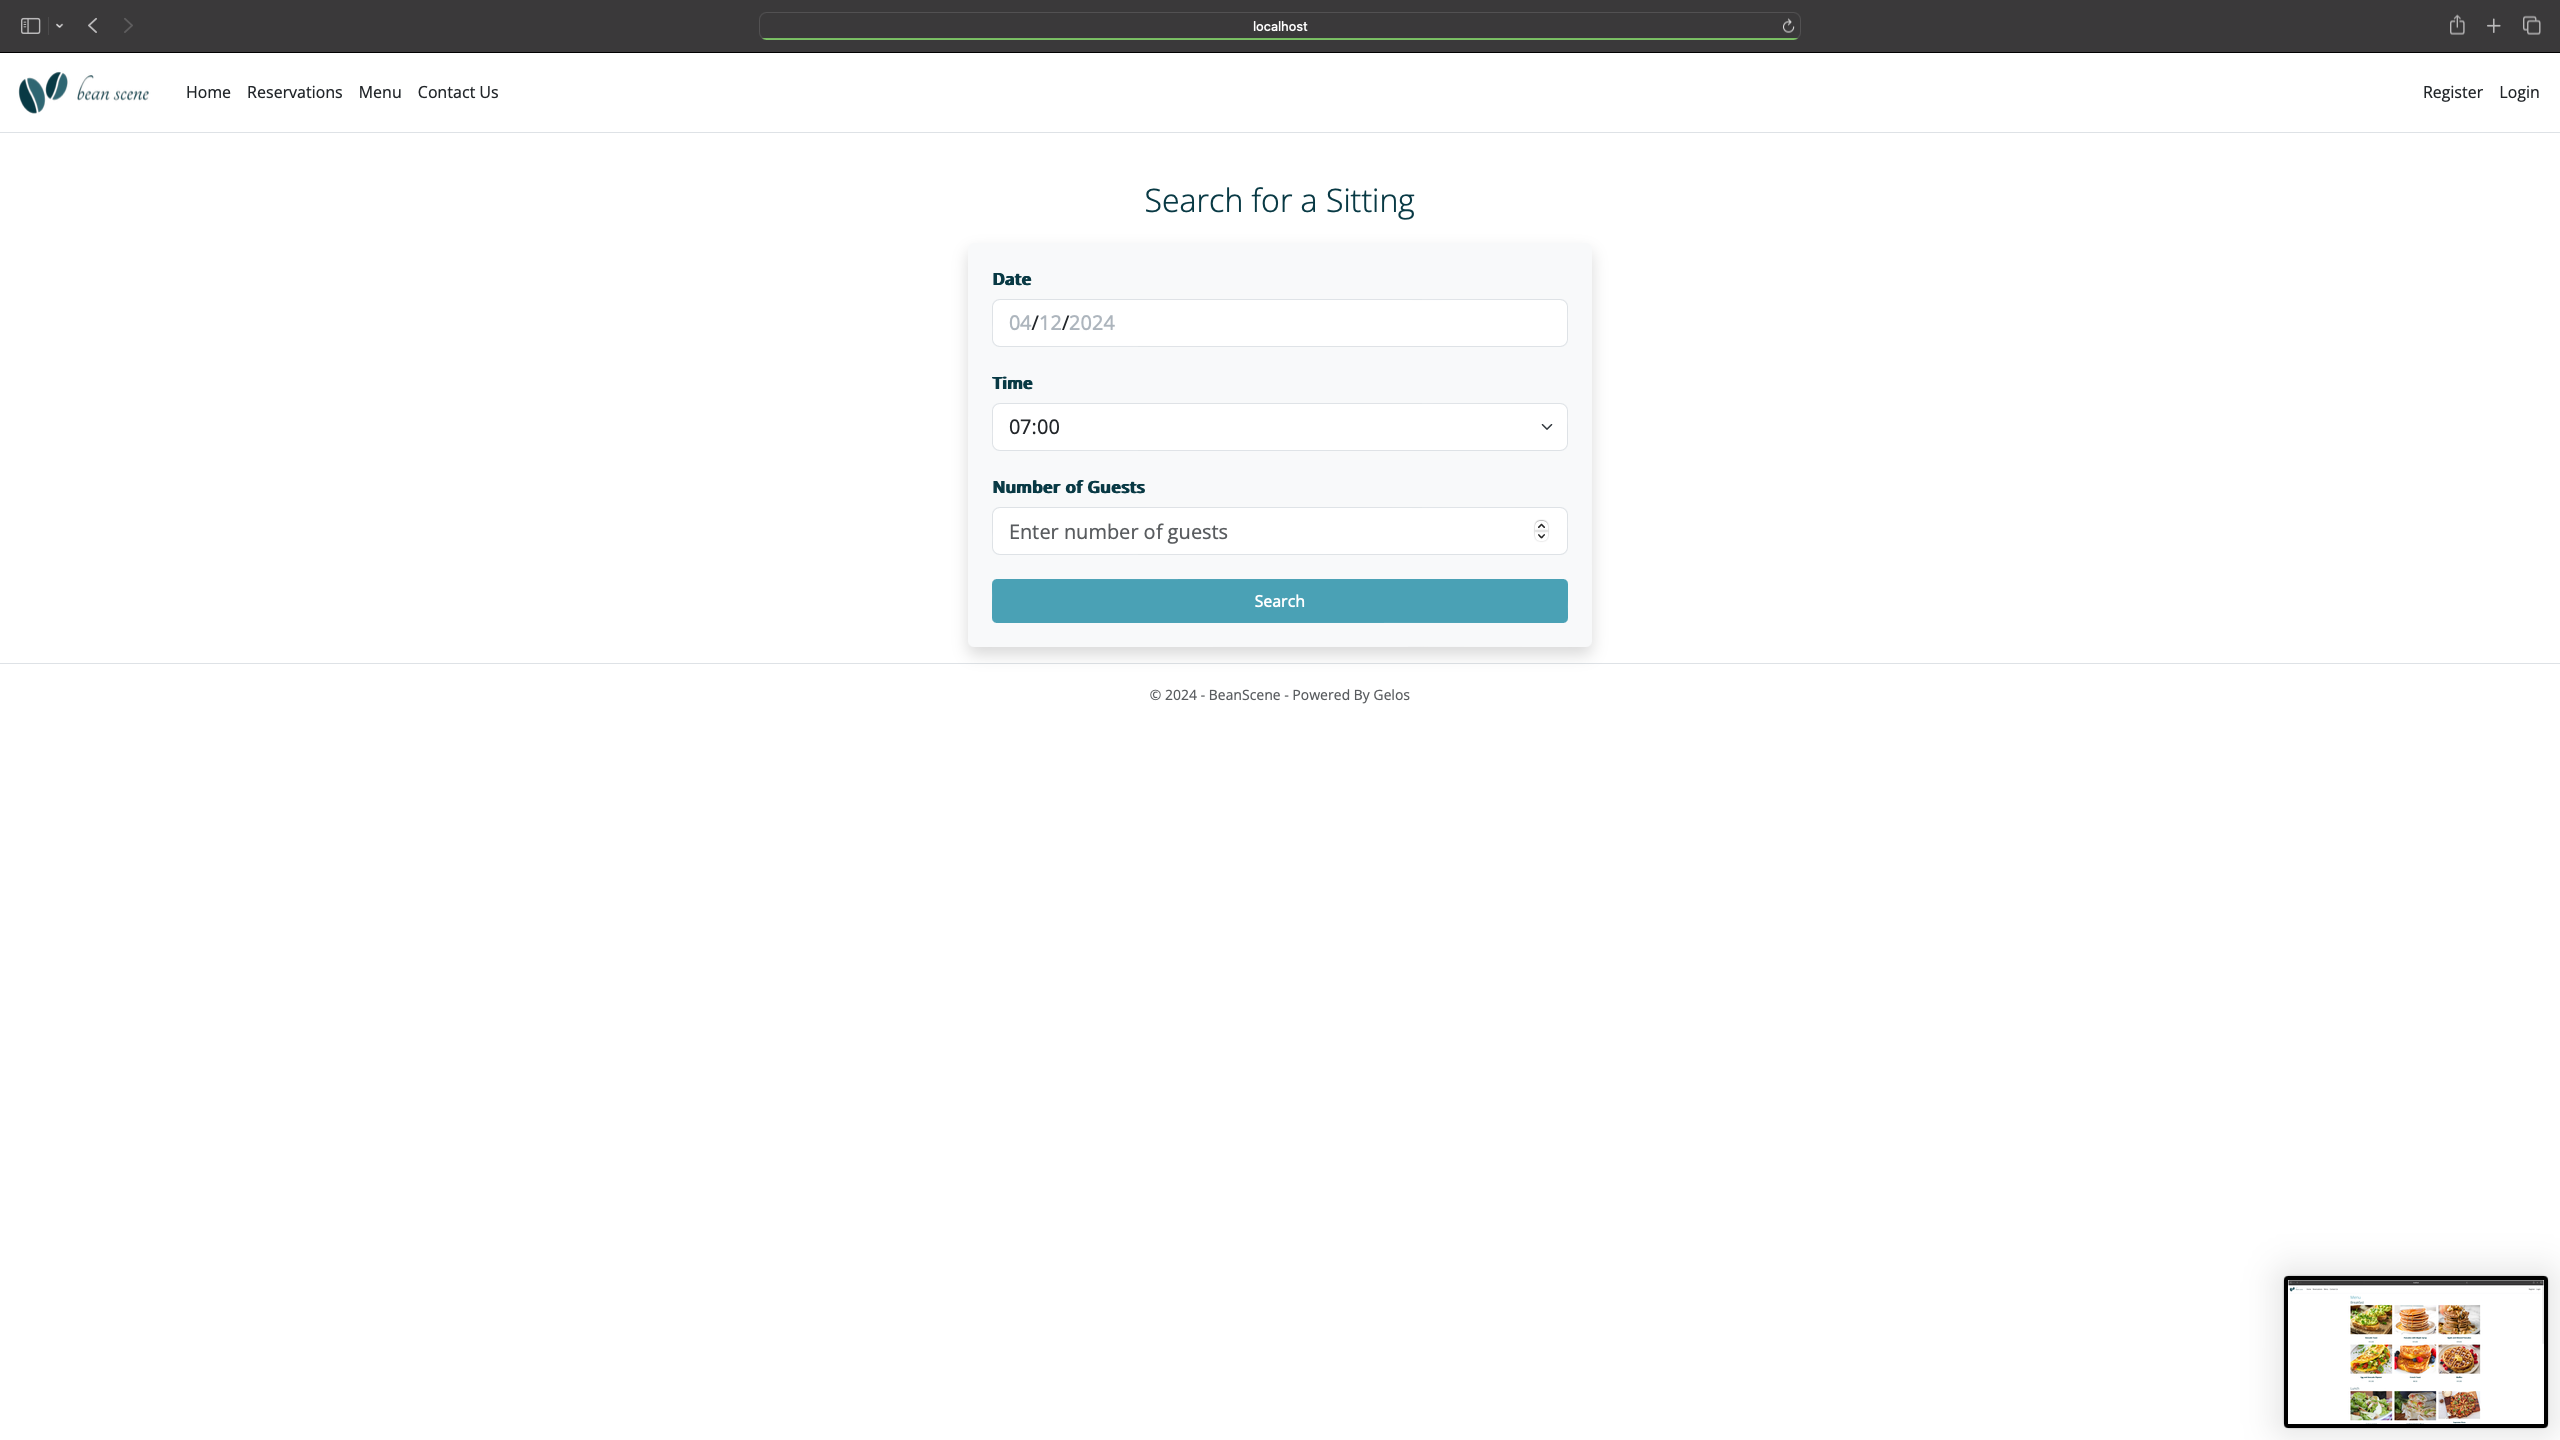 localhost
bean scene
Home Reservations Menu Contact Us
Register Login
Search for a Sitting
Date
04/12/2024
Time
07:00
Number of Guests
Enter number of guests
Search
© 2024 - BeanScene - Powered By Gelos